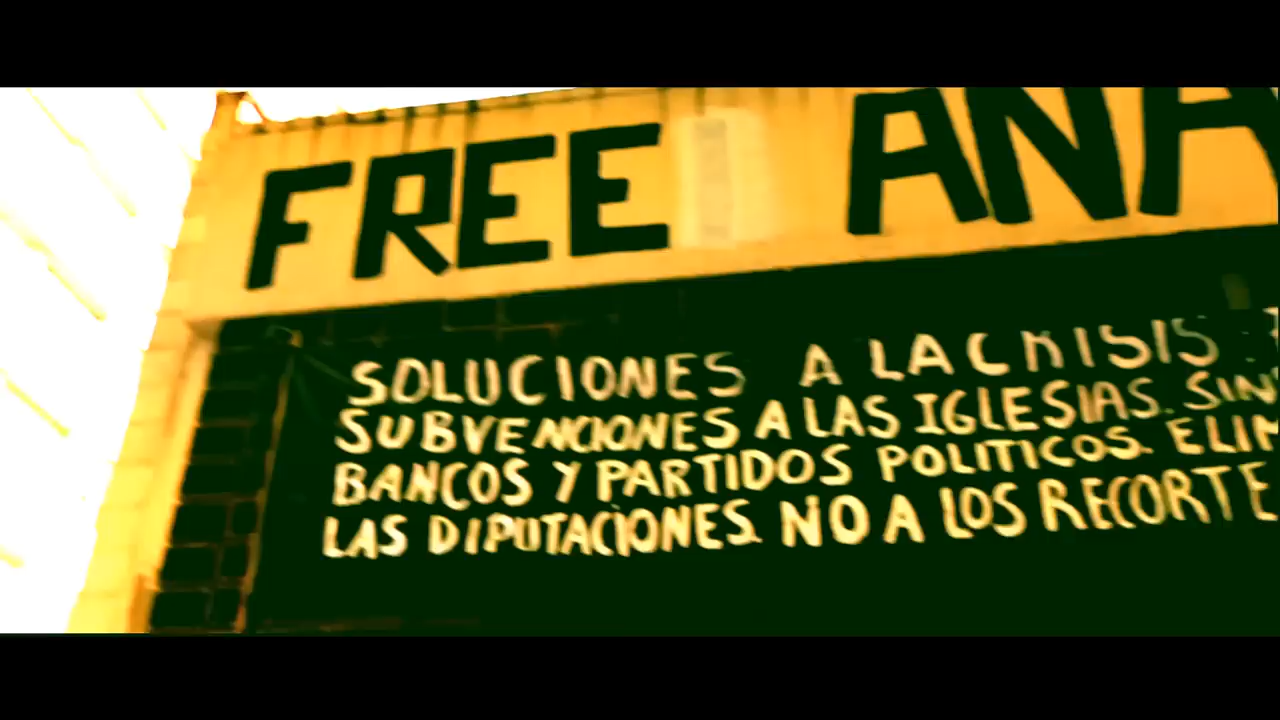 FREE ANA
SOLUCIONES A LA CRISIS:
SUBVENCIONES A LAS IGLESIAS. SIN
BANCOS Y PARTIDOS POLITICOS. ELIM
LAS DIPUTACIONES. NO A LOS RECORTE